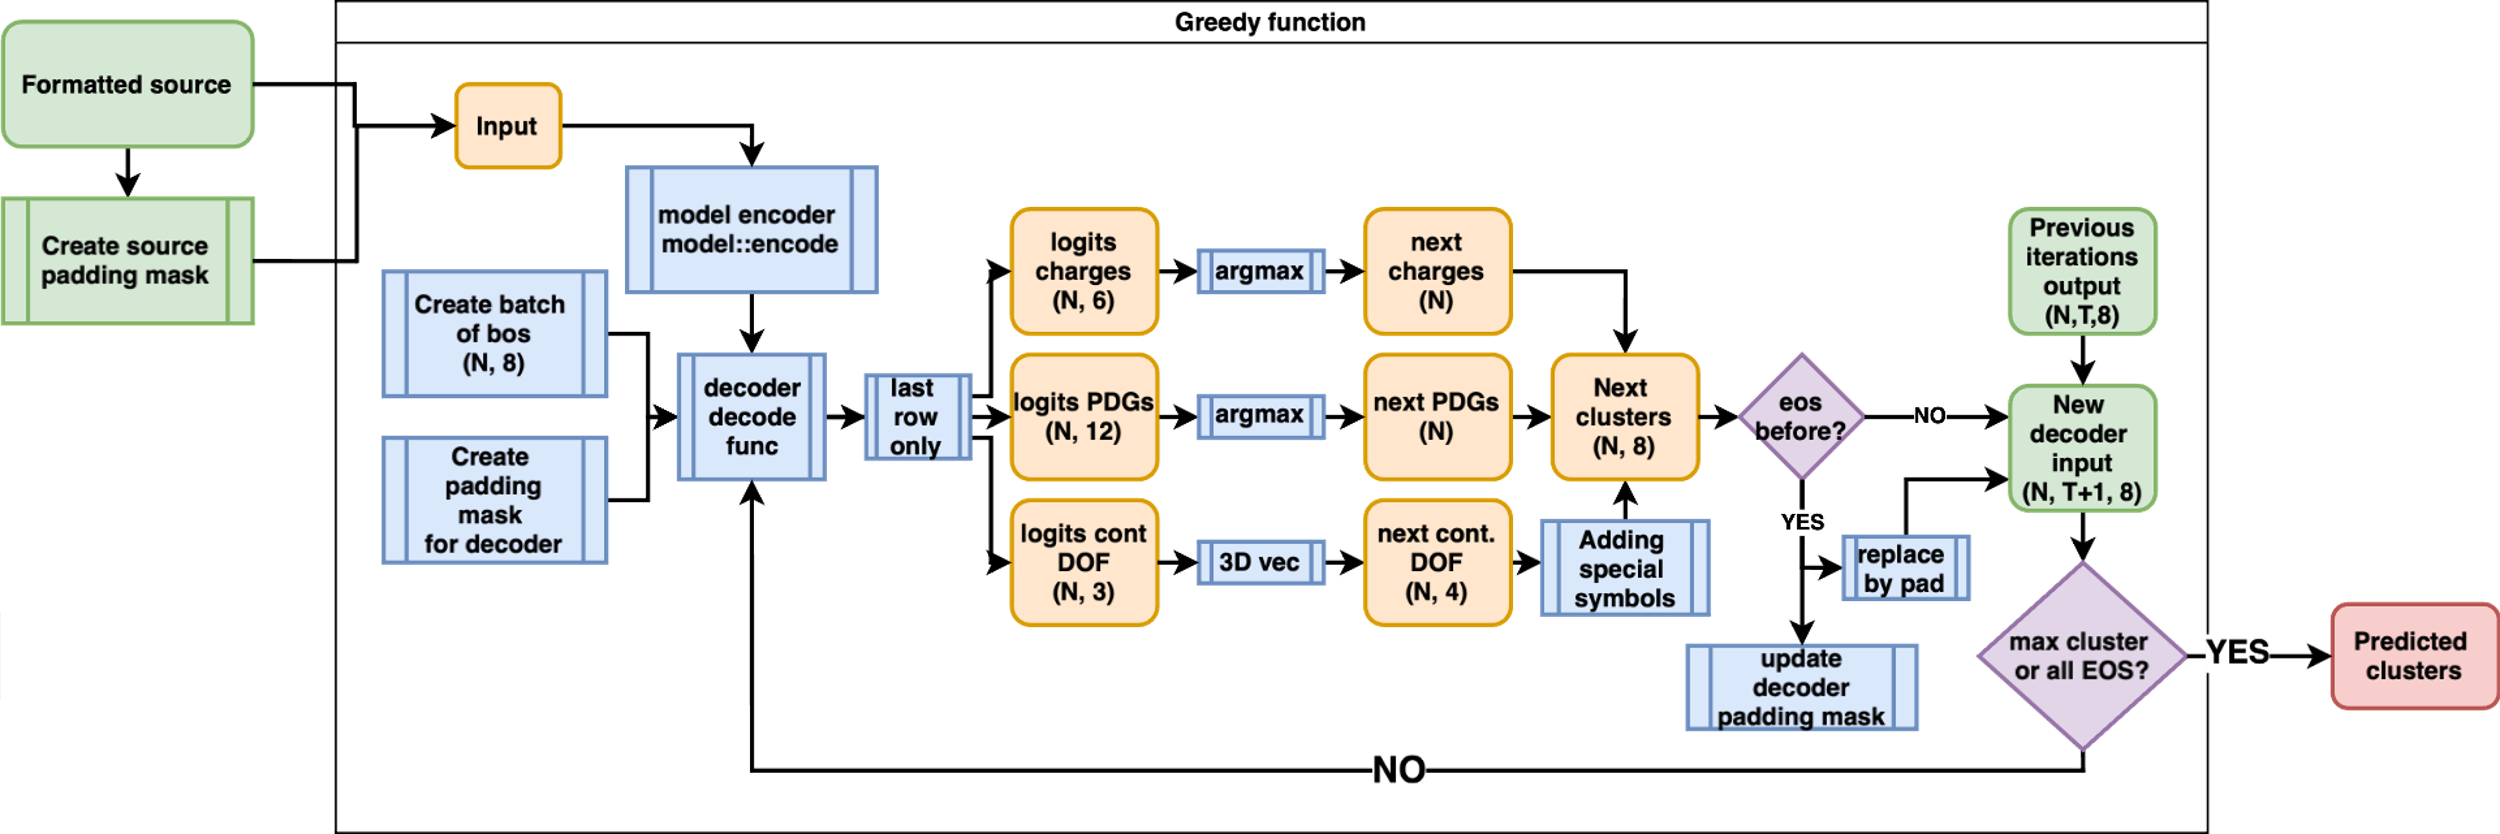 Greedy function
Formatted source
Create source
padding mask
Input
model encoder
model::encode
Create batch
of bos
(N, 8)
Create
padding
mask
for decoder
decoder
decode
func
last
row
only
logits
charges
(N, 6)
argmax
next
charges
(N)
logits PDGs
(N, 12)
argmax
next PDGs
(N)
logits cont
DOF
(N, 3)
3D vec
next cont.
DOF
(N, 4)
Adding
special
symbols
Next
clusters
(N, 8)
eos
before?
NO
YES
replace
by pad
update
decoder
padding mask
Previous
iterations
output
(N,T,8)
New
decoder
input
(N, T+1, 8)
max cluster
or all EOS?
YES
Predicted
clusters
NO